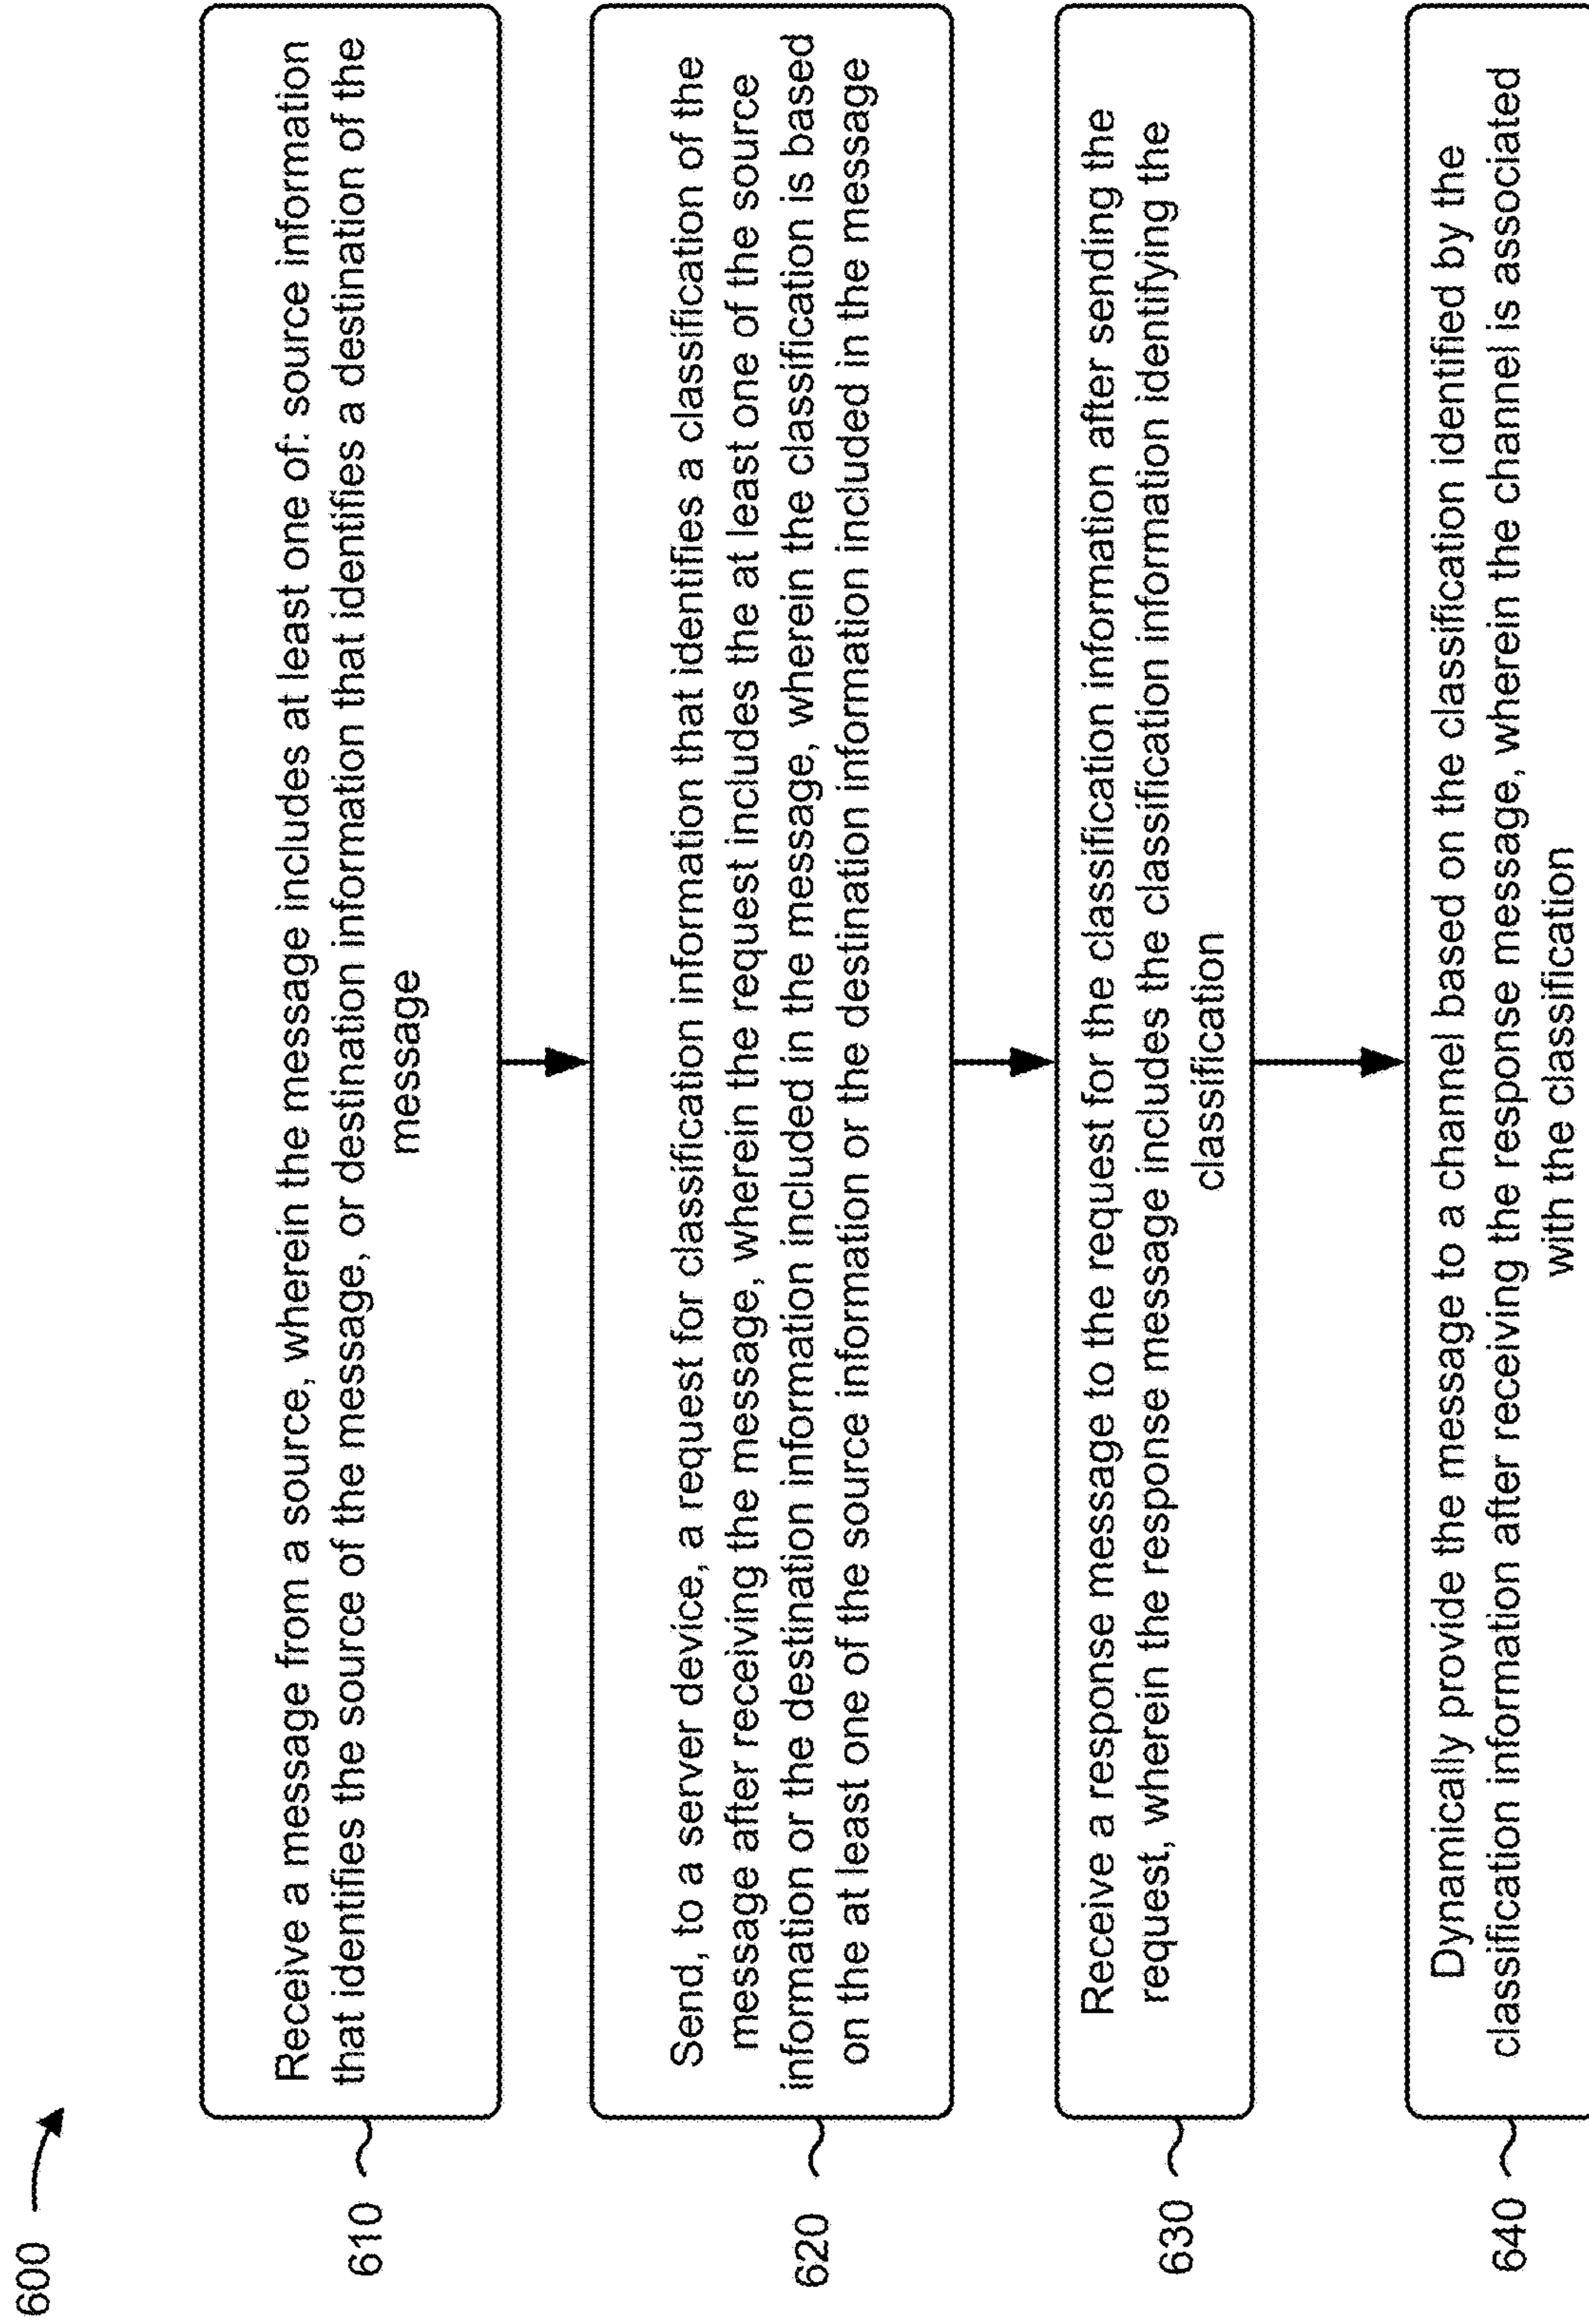 600
610
Receive a message from a source, wherein the message includes at least one of: source information
that identifies the source of the message, or destination information that identifies a destination of the
message
620
Send, to a server device, a request for classification information that identifies a classification of the
message after receiving the message, wherein the request includes the at least one of the source
information or the destination information included in the message, wherein the classification is based
on the at least one of the source information or the destination information included in the message
630
Receive a response message to the request for the classification information after sending the
request, wherein the response message includes the classification information identifying the
classification
640
Dynamically provide the message to a channel based on the classification identified by the
classification information after receiving the response message, wherein the channel is associated
with the classification